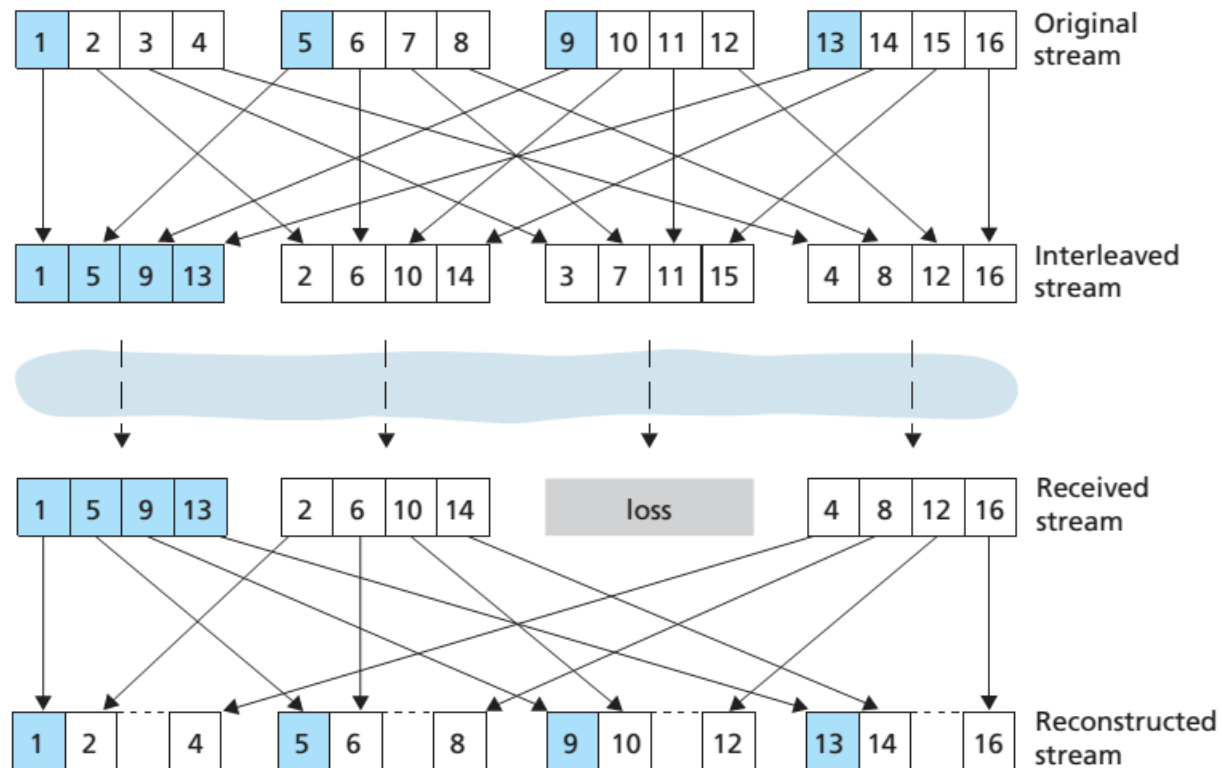 1 2 3 4 5 6 7 8 9 10 11 12 13 14 15 16 Original
stream
1 5 9 13 2 6 10 14 3 7 11 15 4 8 12 16 Interleaved
stream
1 5 9 13 2 6 10 14 loss 4 8 12 16 Received
stream
1 2 4 5 6 8 9 10 12 13 14 16 Reconstructed
stream